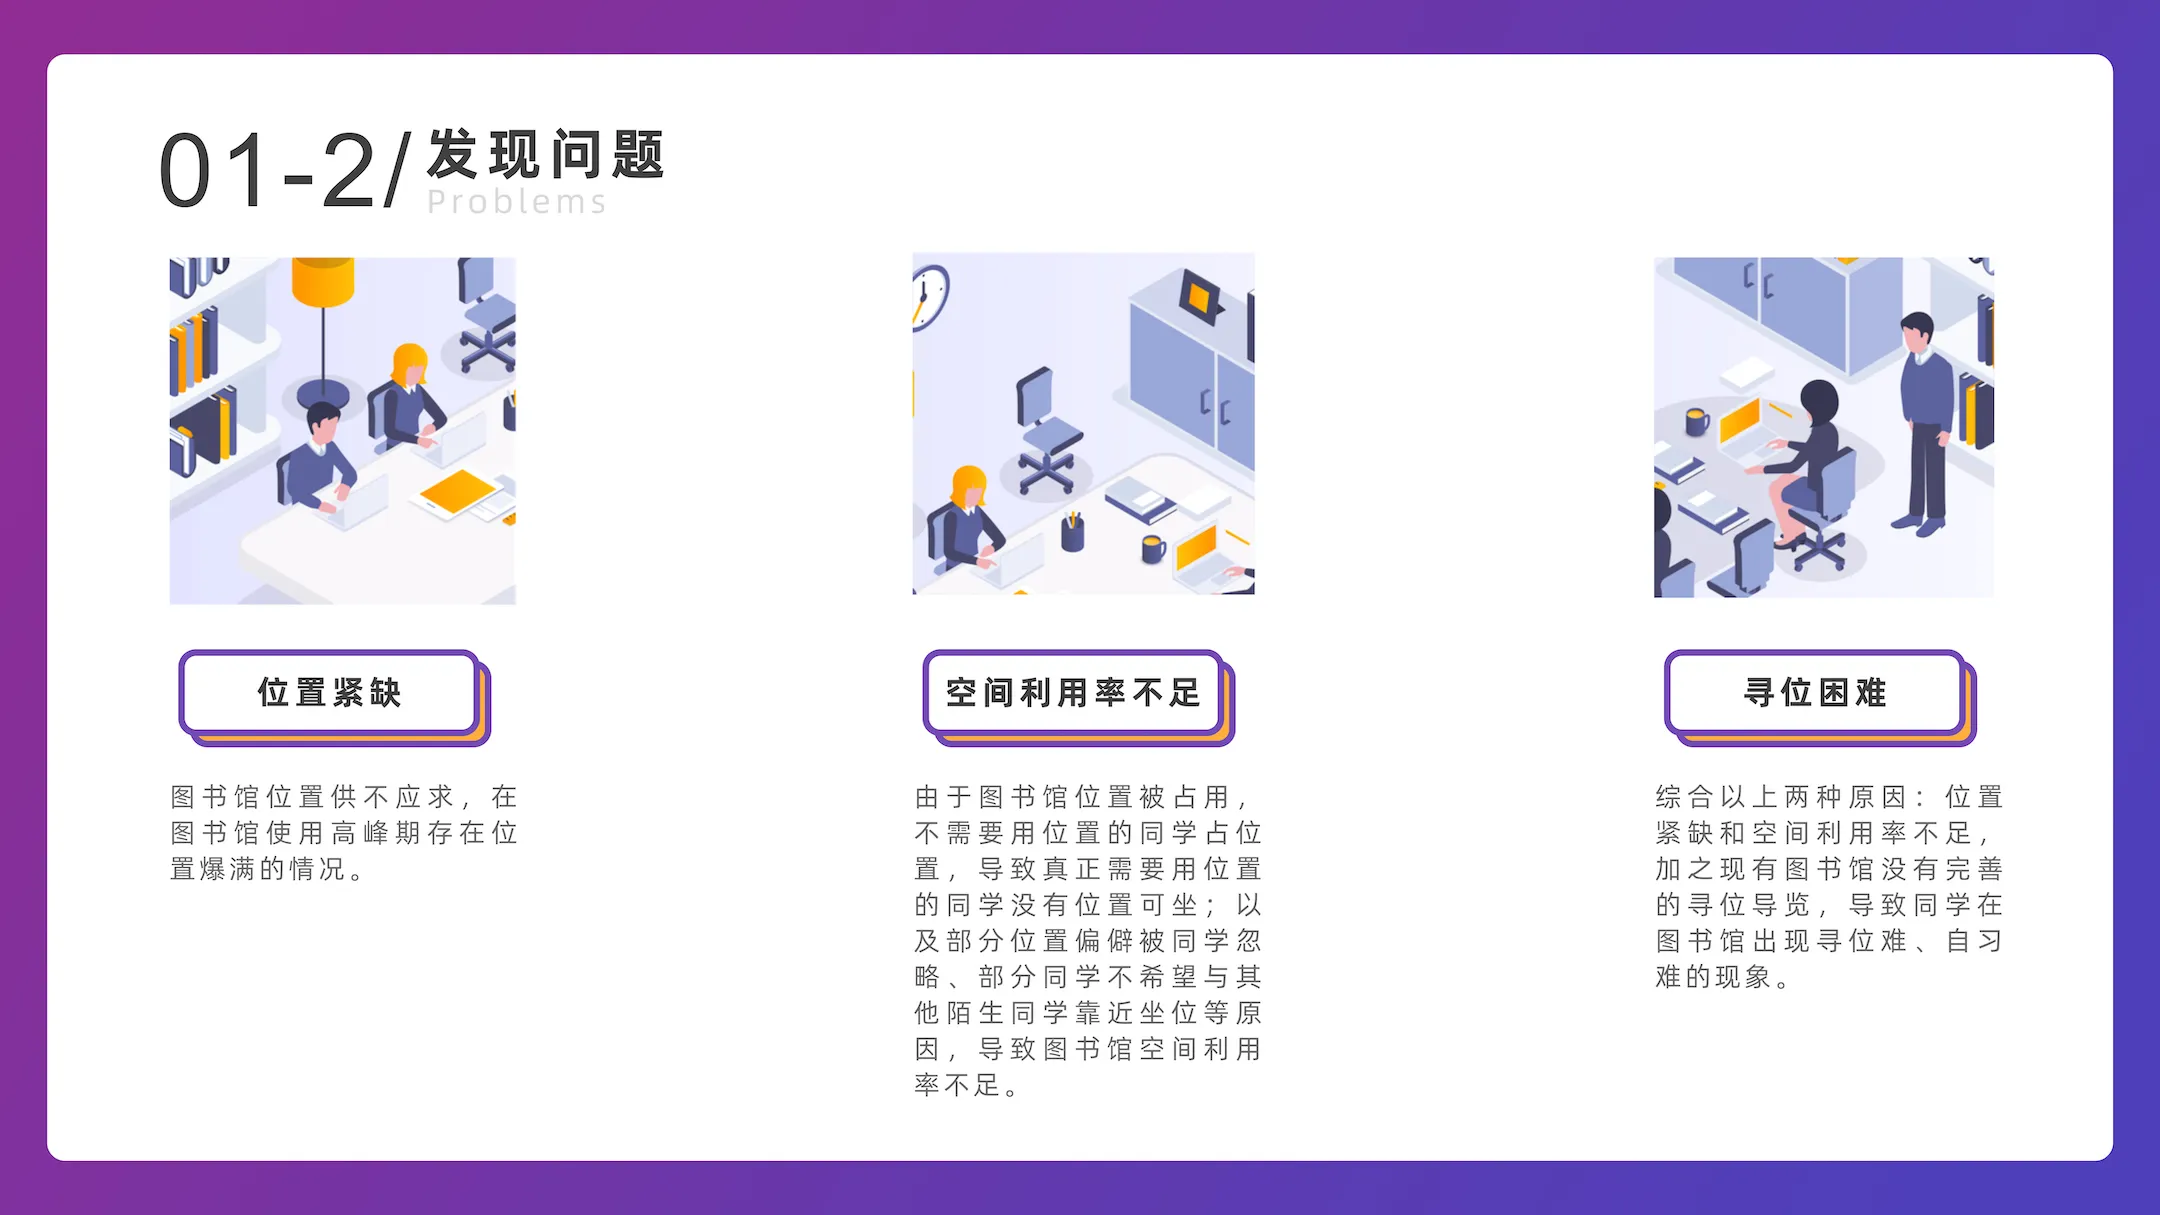 01-2/发现问题
Problems
位置紧缺
图书馆位置供不应求，在
图书馆使用高峰期存在位
置爆满的情况。
空间利用率不足
由于图书馆位置被占用，
不需要用位置的同学占位
置，导致真正需要用位置
的同学没有位置可坐；以
及部分位置偏僻被同学忽
略、部分同学不希望与其
他陌生同学靠近坐位等原
因，导致图书馆空间利用
率不足。
寻位困难
综合以上两种原因：位置
紧缺和空间利用率不足，
加之现有图书馆没有完善
的寻位导览，导致同学在
图书馆出现寻位难、自习
难的现象。